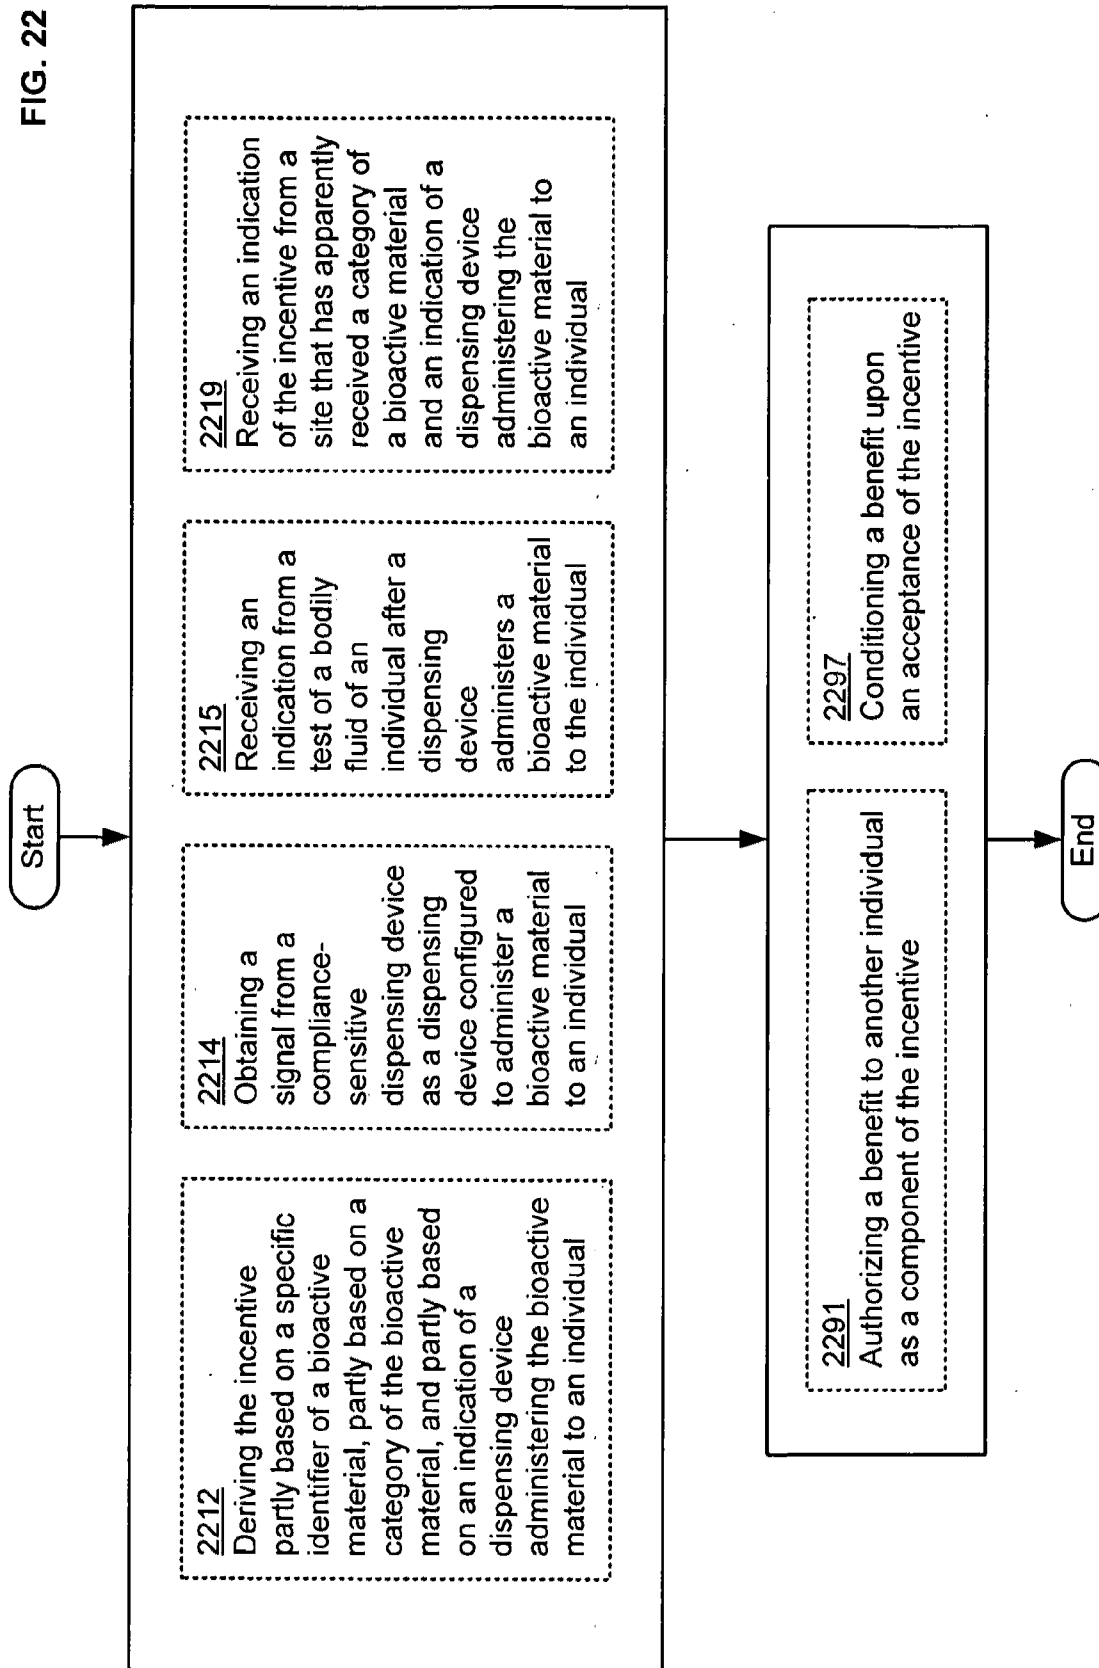 FIG. 22
Start
2212
Deriving the incentive
partly based on a specific
identifier of a bioactive
material, partly based on a
category of the bioactive
material, and partly based
on an indication of a
dispensing device
administering the bioactive
material to an individual
2214
Obtaining a
signal from a
compliance-
sensitive
dispensing device
as a dispensing
device configured
to administer a
bioactive material
to an individual
2215
Receiving an
indication from a
test of a bodily
fluid of an
individual after a
dispensing
device
administers a
bioactive material
to the individual
2219
Receiving an indication
of the incentive from a
site that has apparently
received a category of
a bioactive material
and an indication of a
dispensing device
administering the
bioactive material to
an individual
2291
Authorizing a benefit to another individual
as a component of the incentive
2297
Conditioning a benefit upon
an acceptance of the incentive
End